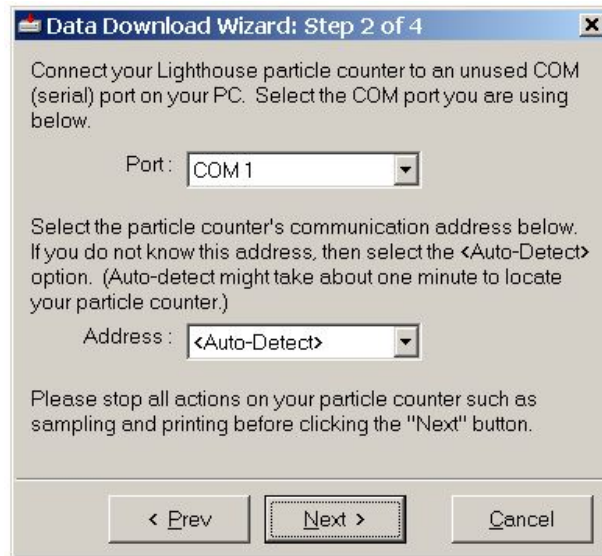 Data Download Wizard: Step 2 of 4
Connect your Lighthouse particle counter to an unused COM
(serial) port on your PC. Select the COM port you are using
below.
Port: COM 1
Select the particle counter's communication address below.
If you do not know this address, then select the <Auto-Detect>
option. (Auto-detect might take about one minute to locate
your particle counter.)
Address: <Auto-Detect>
Please stop all actions on your particle counter such as
sampling and printing before clicking the "Next" button.
< Prev Next > Cancel